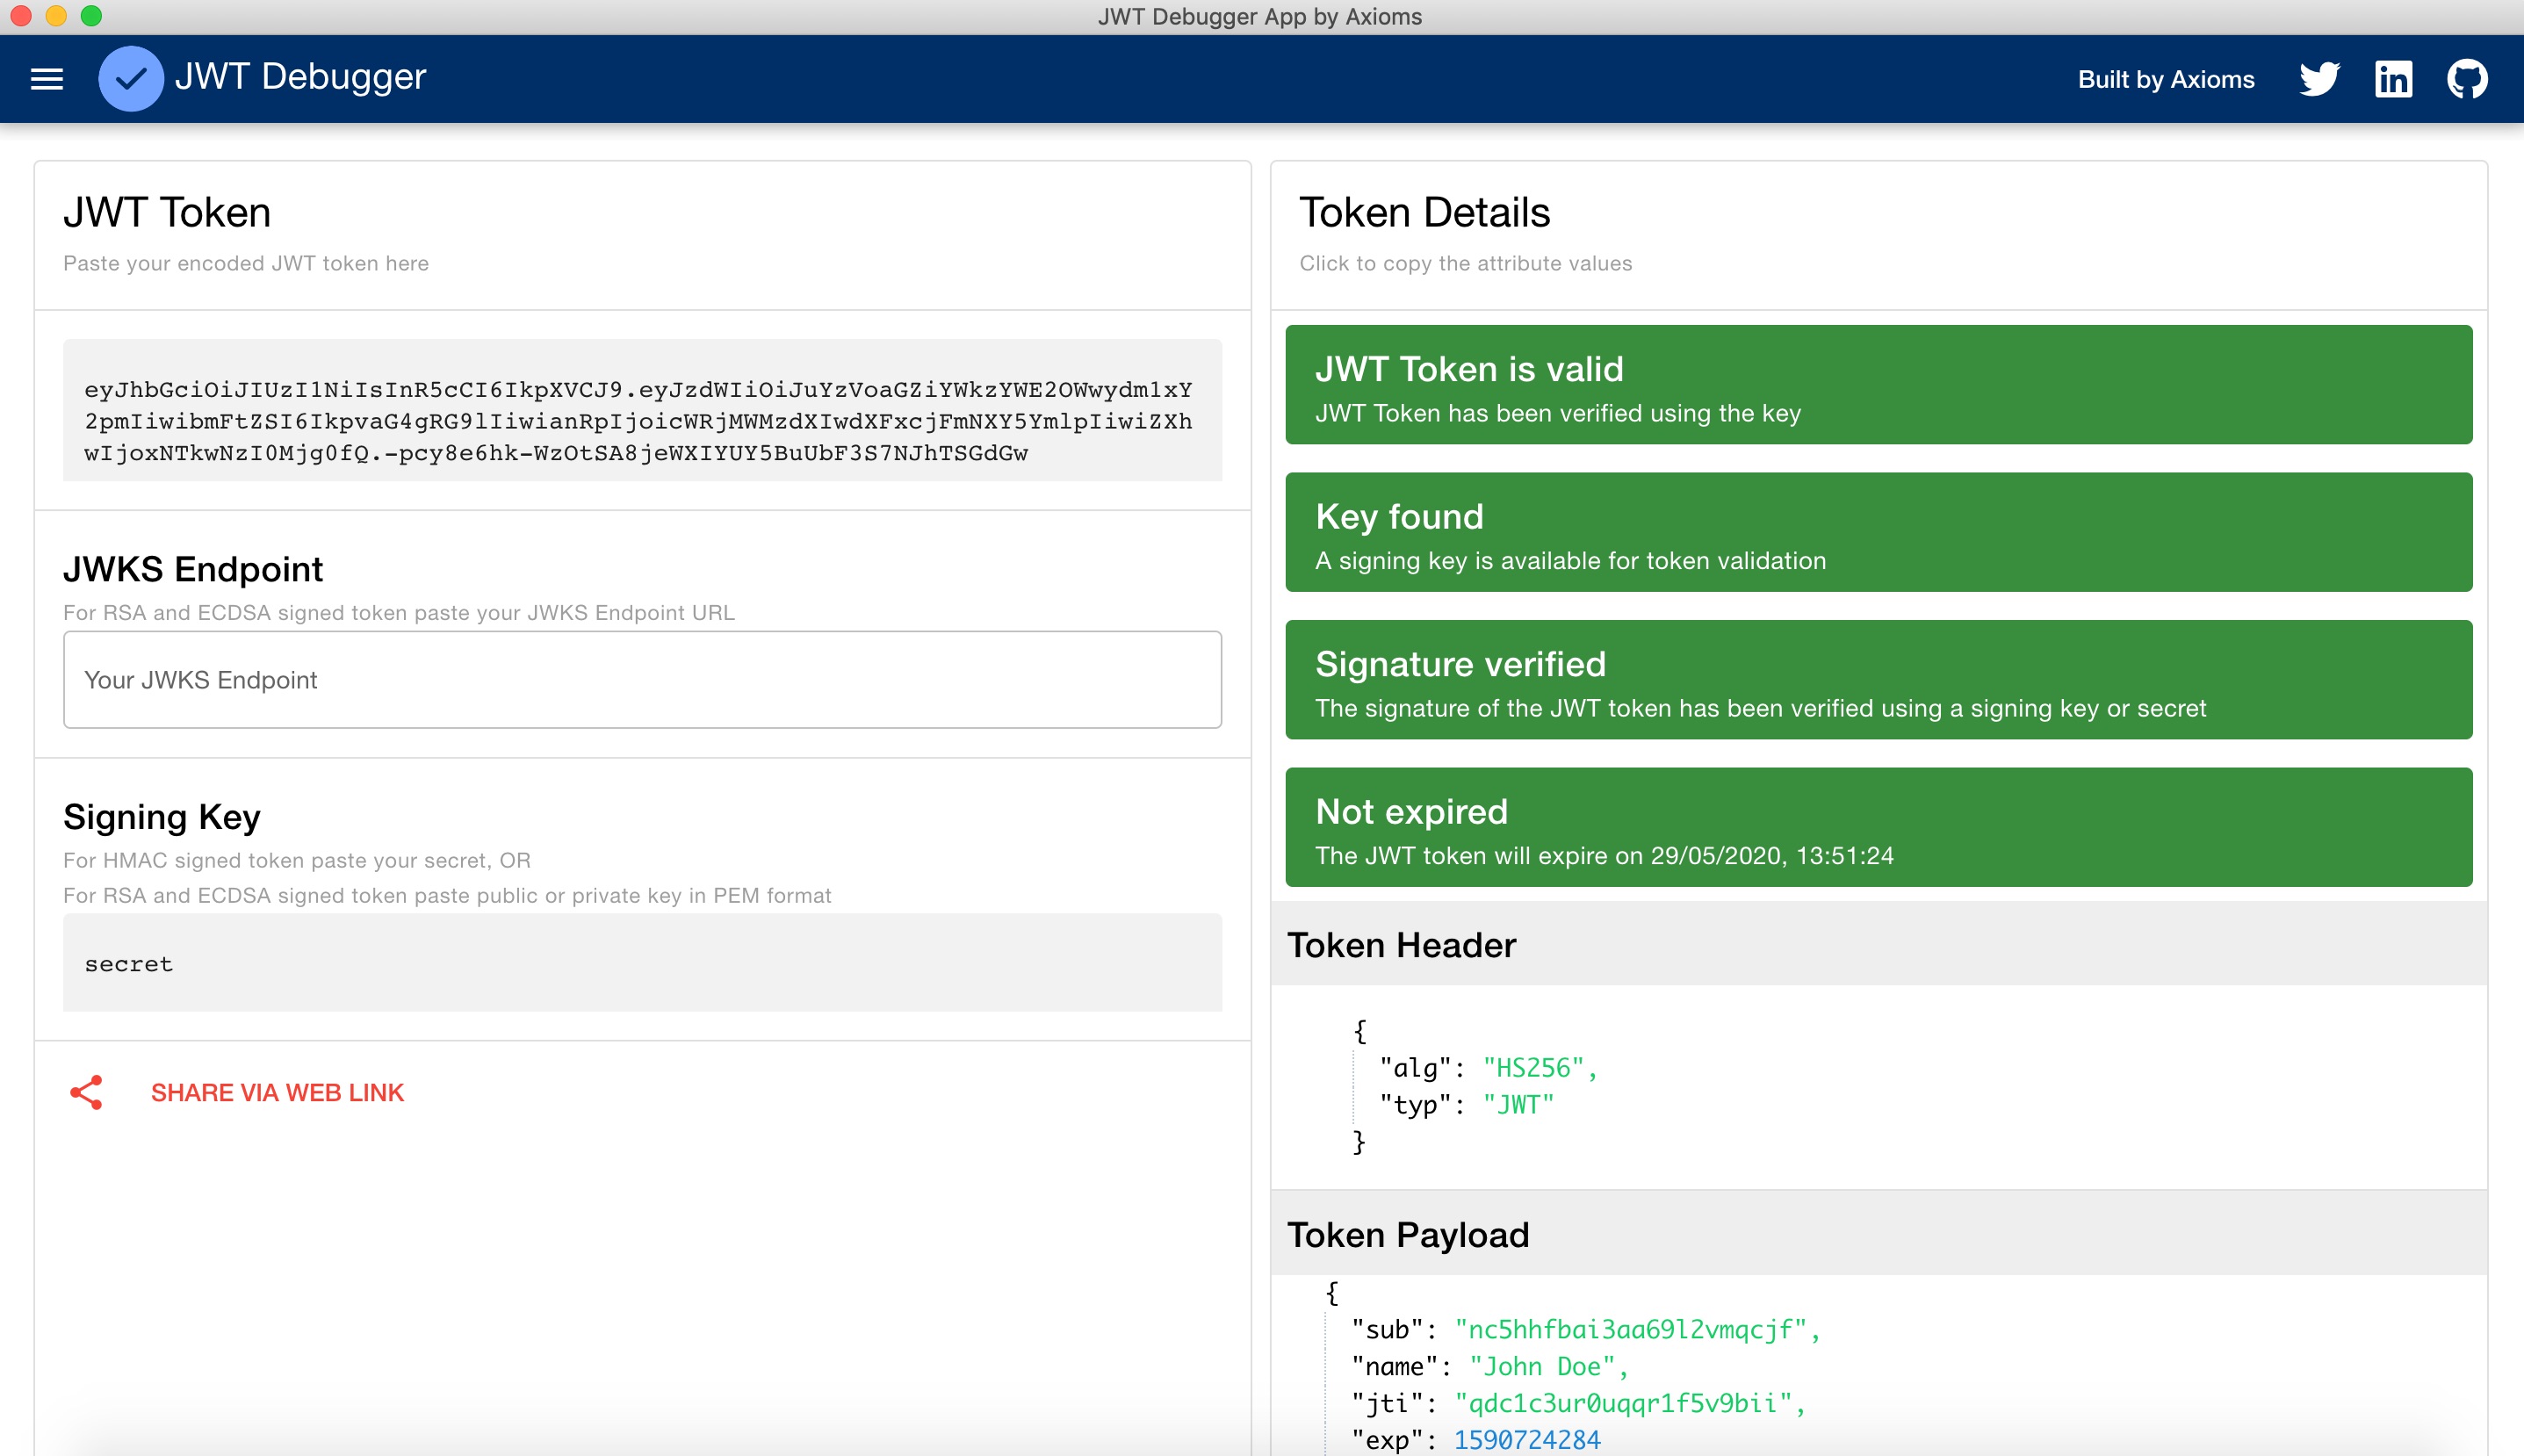 JWT Debugger App by Axioms
JWT Debugger
Built by Axioms
JWT Token
Paste your encoded JWT token here
eyJhbGciOiJIUzI1NiIsInR5cCI6IkpXVCJ9.eyJzdWIiOiJuYzVoaGZiYWkzYWE2OWwydm1xY
2pmIiwibmFtZSI6IkpvaG4gRG9lIiwianRpIjoicWRjMWMzdXIwdXFxcjFmNXY5YmlpIiwiZXh
wIjoxNTkwNzI0Mjg0fQ.-pcy8e6hk-WzOtSA8jeWXIYUY5BuUbF3S7NJhTSGdGw
JWKS Endpoint
For RSA and ECDSA signed token paste your JWKS Endpoint URL
Your JWKS Endpoint
Signing Key
For HMAC signed token paste your secret, OR
For RSA and ECDSA signed token paste public or private key in PEM format
secret
SHARE VIA WEB LINK
Token Details
Click to copy the attribute values
JWT Token is valid
JWT Token has been verified using the key
Key found
A signing key is available for token validation
Signature verified
The signature of the JWT token has been verified using a signing key or secret
Not expired
The JWT token will expire on 29/05/2020, 13:51:24
Token Header
{
"alg": "HS256",
"typ": "JWT"
}
Token Payload
{
"sub": "nc5hhfbai3aa69l2vmqcjf",
"name": "John Doe",
"jti": "qdc1c3ur0uqqr1f5v9bii",
"exp": 1590724284